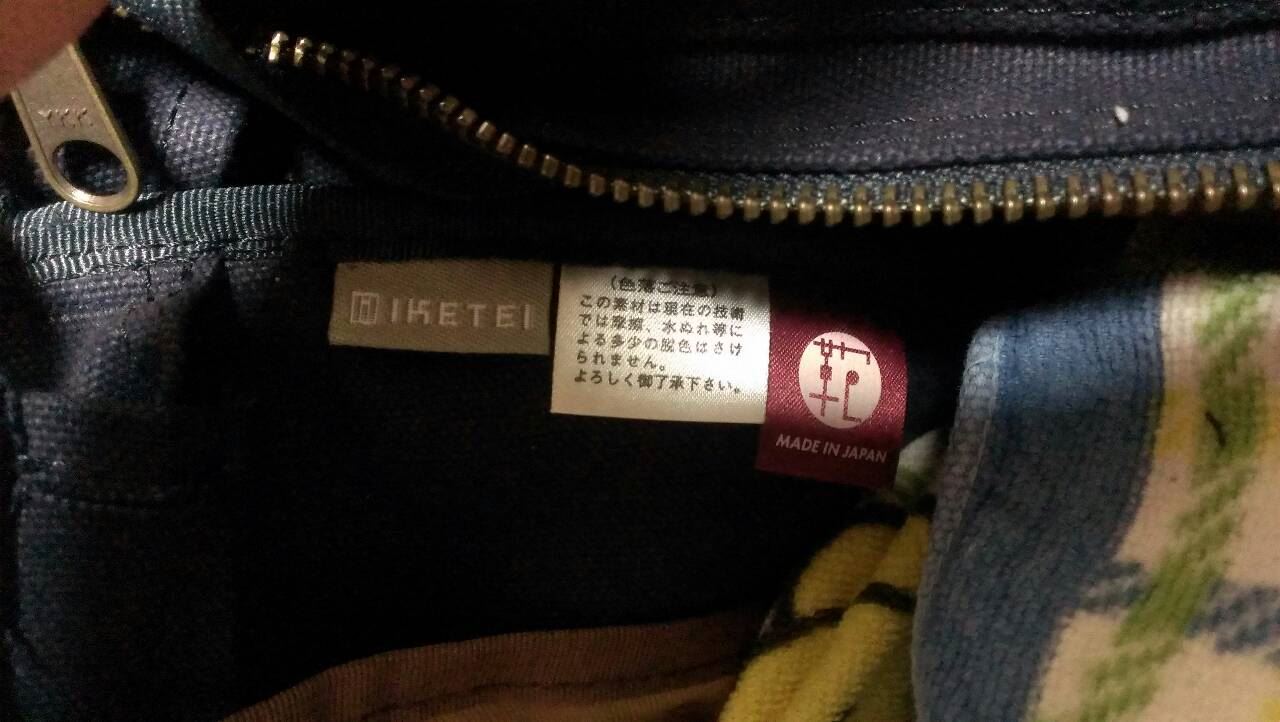 YKK
IKETEI
(色落ご注意)
この素材は現在の技術
では摩擦、水ぬれ等に
よる多少の脱色はさけ
られません。
よろしく御了承下さい。
MADE IN JAPAN